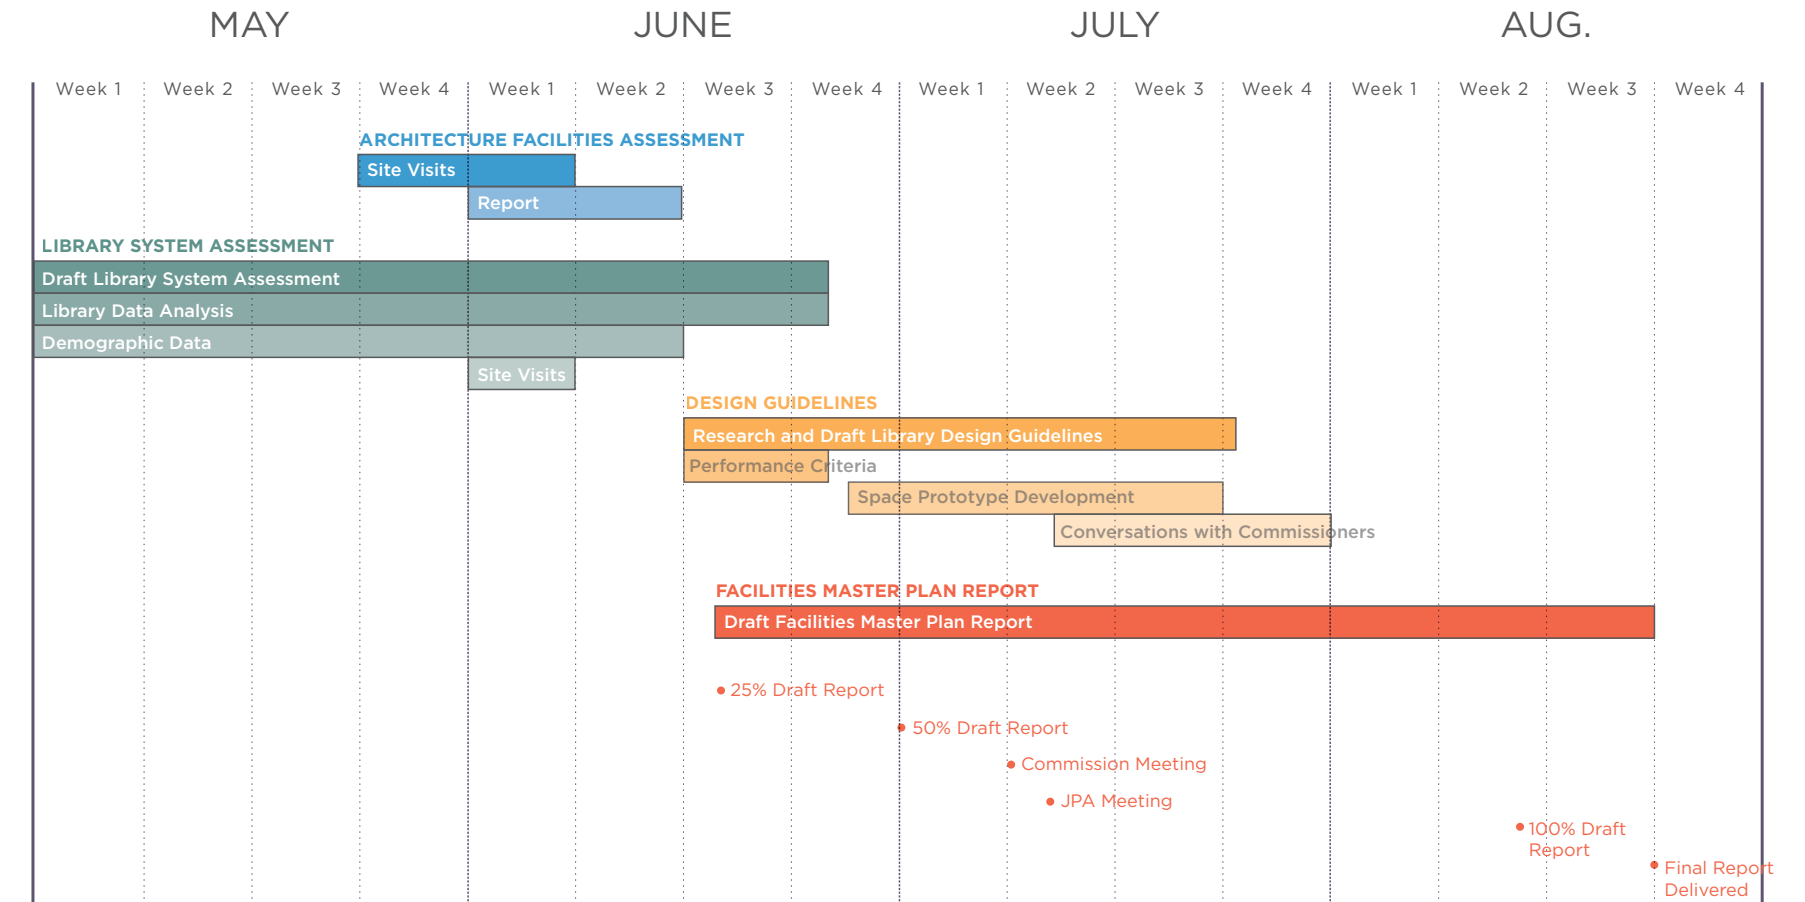 MAY JUNE JULY AUG.
Week 1 Week 2 Week 3 Week 4 Week 1 Week 2 Week 3 Week 4 Week 1 Week 2 Week 3 Week 4 Week 1 Week 2 Week 3 Week 4
ARCHITECTURE FACILITIES ASSESSMENT
Site Visits
Report
LIBRARY SYSTEM ASSESSMENT
Draft Library System Assessment
Library Data Analysis
Demographic Data
Site Visits
DESIGN GUIDELINES
Research and Draft Library Design Guidelines
Performance Criteria
Space Prototype Development
Conversations with Commissioners
FACILITIES MASTER PLAN REPORT
Draft Facilities Master Plan Report
25% Draft Report
50% Draft Report
Commission Meeting
JPA Meeting
100% Draft
Report
Final Report
Delivered